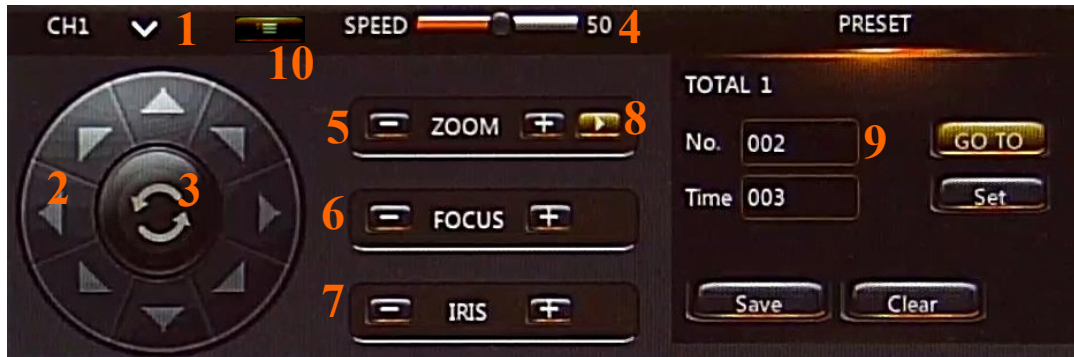 CH1 1 10 SPEED 50 4
PRESET
2 3
5 ZOOM 8
6 FOCUS
7 IRIS
TOTAL 1
No. 002 9 GO TO
Time 003 Set
Save Clear